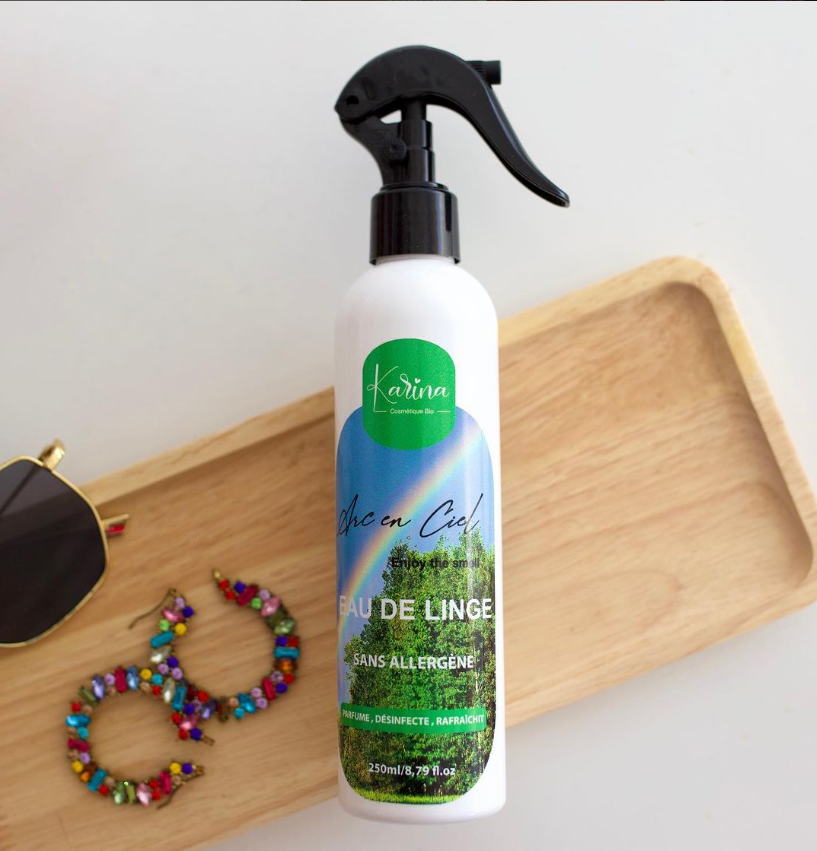 Karina
Cosmétique Bio
Arc en Ciel
Enjoy the smell
EAU DE LINGE
SANS ALLERGÈNE
PARFUME , DÉSINFECTE , RAFRAÎCHIT
250ml/8,79 fl.oz